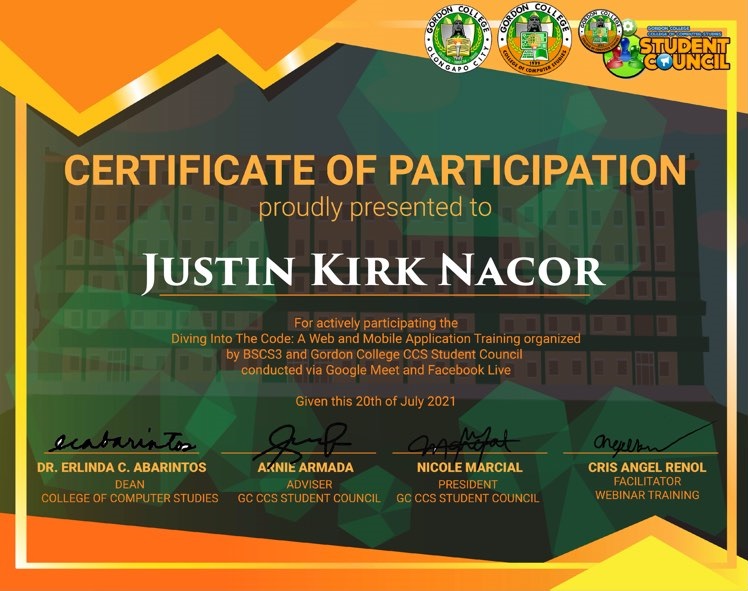 GORDON COLLEGE
OLONGAPO CITY
GORDON COLLEGE
COLLEGE OF COMPUTER STUDIES
1999
GORDON COLLEGE
COLLEGE OF COMPUTING STUDIES
STUDENT
COUNCIL
CERTIFICATE OF PARTICIPATION
proudly presented to
JUSTIN KIRK NACOR
For actively participating the
Diving Into The Code: A Web and Mobile Application Training organized
by BSCS3 and Gordon College CCS Student Council
conducted via Google Meet and Facebook Live
Given this 20th of July 2021
DR. ERLINDA C. ABARINTOS
DEAN
COLLEGE OF COMPUTER STUDIES
ARNIE ARMADA
ADVISER
GC CCS STUDENT COUNCIL
NICOLE MARCIAL
PRESIDENT
GC CCS STUDENT COUNCIL
CRIS ANGEL RENOL
FACILITATOR
WEBINAR TRAINING